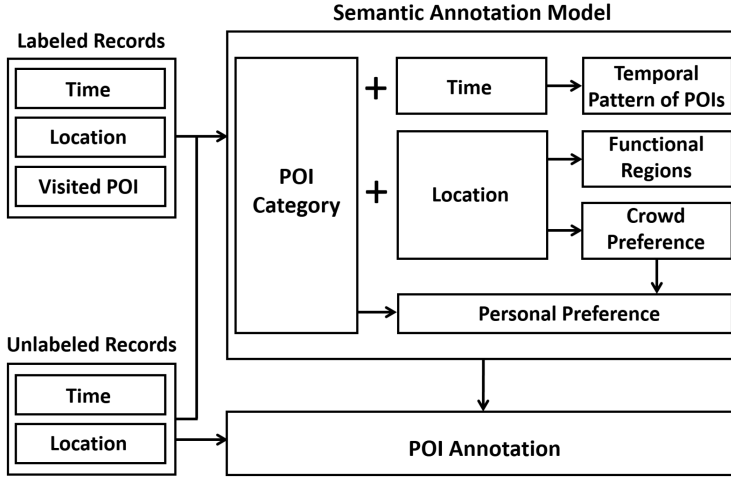 Semantic Annotation Model
Labeled Records
Time
Location
Visited POI
POI
Category
+
Time
Temporal
Pattern of POIs
+
Location
Functional
Regions
Crowd
Preference
Personal Preference
Unlabeled Records
Time
Location
POI Annotation